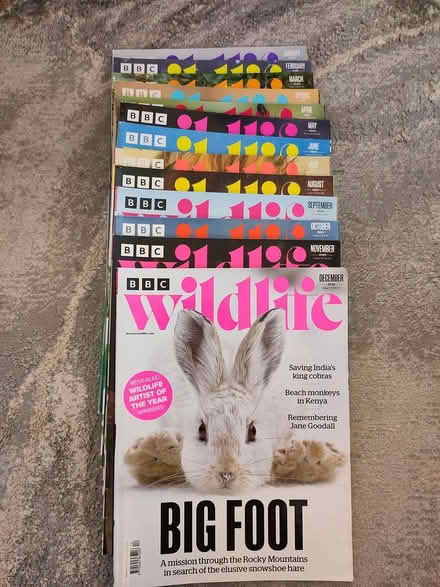 BBC
FEBRUARY
MARCH
APRIL
BBC
MAY
BBC
JUNE
BBC
BBC
AUGUST
BBC
SEPTEMBER
BBC
OCTOBER
BBC
NOVEMBER
BBC
DECEMBER
wildlife
REVEALED
WILDLIFE
ARTIST OF
THE YEAR
WINNERS
Saving India's
king cobras
Beach monkeys
in Kenya
Remembering
Jane Goodall
BIG FOOT
A mission through the Rocky Mountains
in search of the elusive snowshoe hare